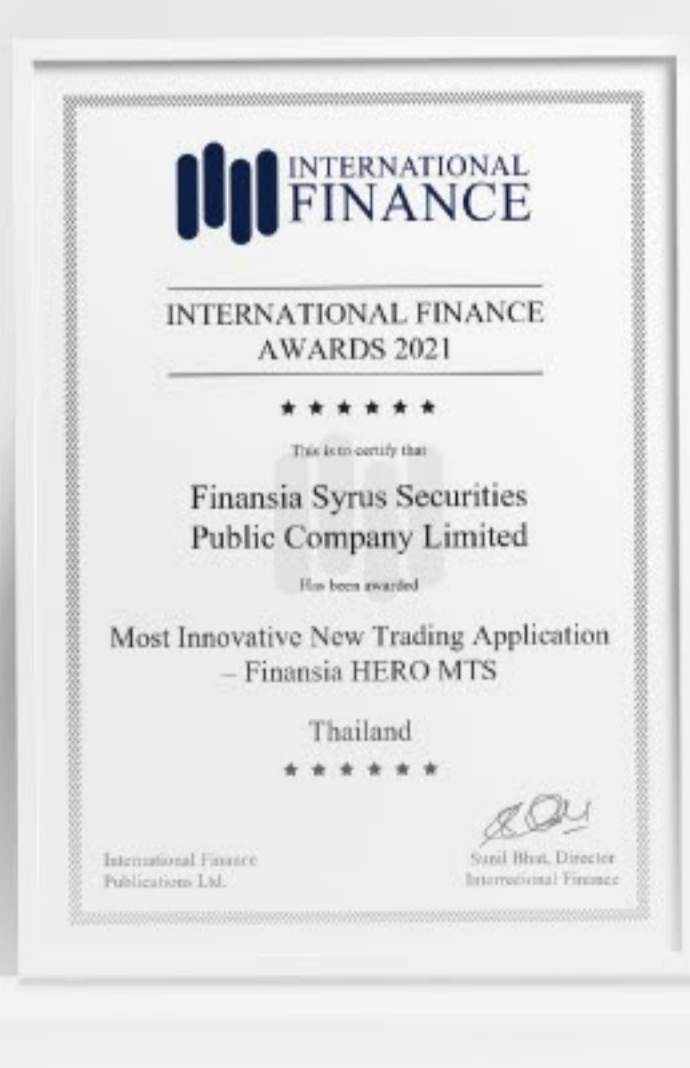 INTERNATIONAL
FINANCE
INTERNATIONAL FINANCE
AWARDS 2021
This is to certify that
Finansia Syrus Securities
Public Company Limited
Has been awarded
Most Innovative New Trading Application
– Finansia HERO MTS
Thailand
International Finance
Publications Ltd.
Sunil Bhat, Director
International Finance